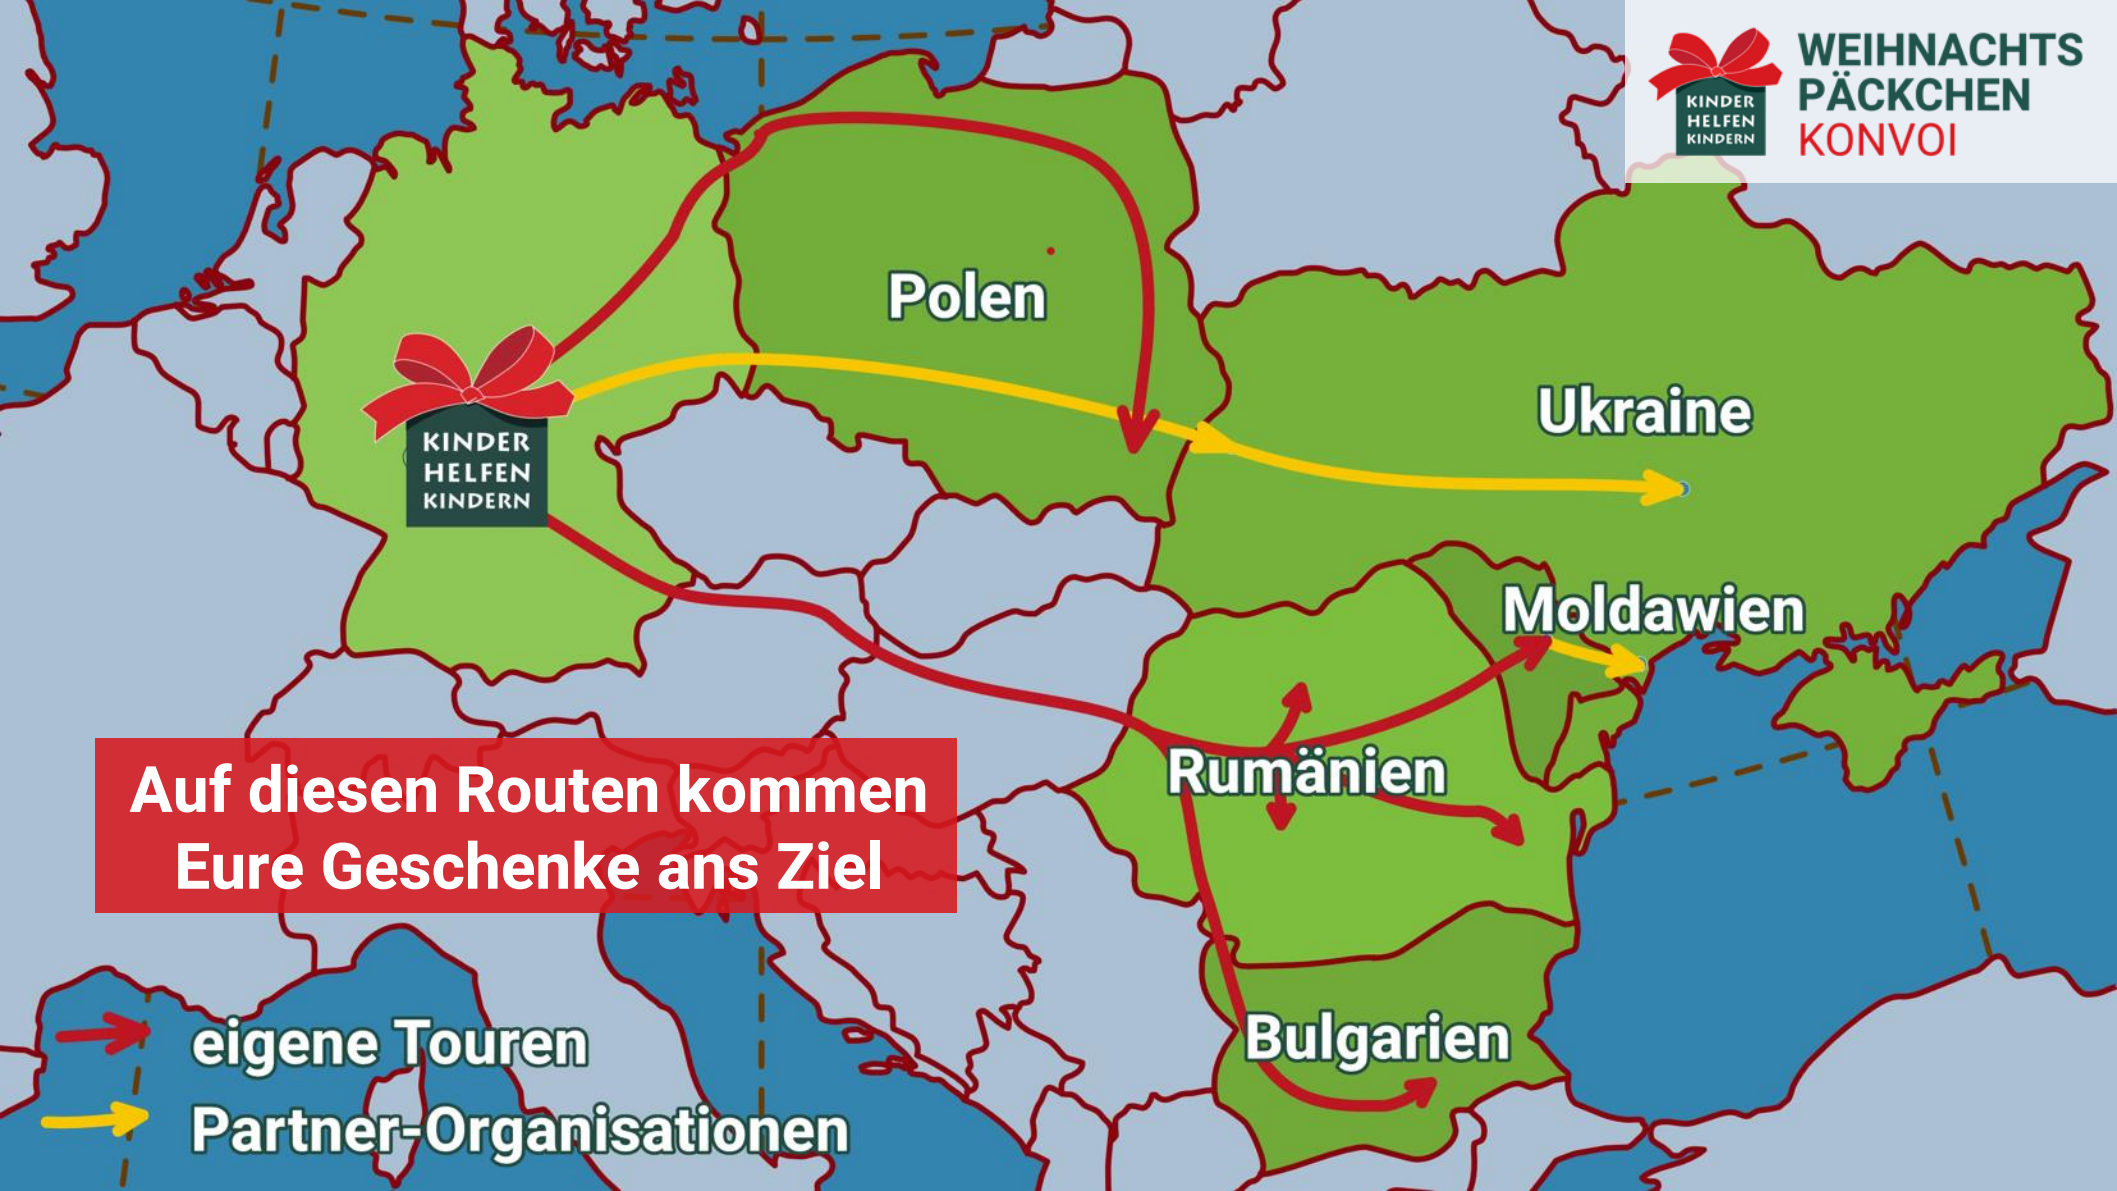 WEIHNACHTS
PÄCKCHEN
KONVOI
KINDER
HELFEN
KINDERN
Polen
Ukraine
KINDER
HELFEN
KINDERN
Moldawien
Rumänien
Auf diesen Routen kommen
Eure Geschenke ans Ziel
Bulgarien
eigene Touren
Partner-Organisationen